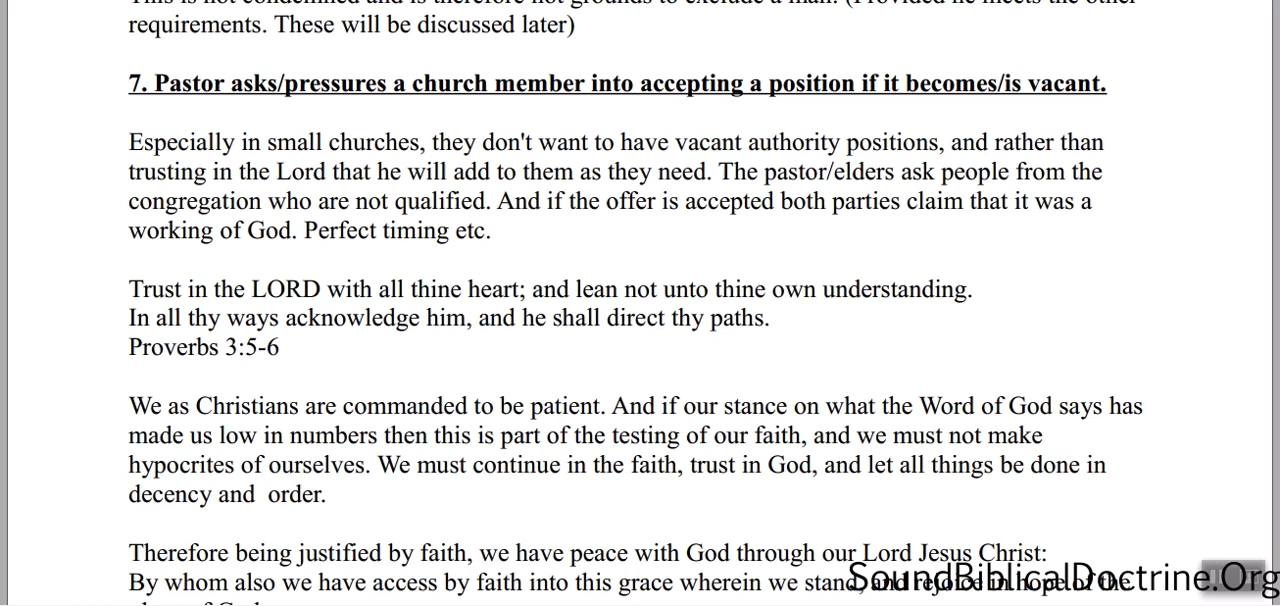 requirements. These will be discussed later)
7. Pastor asks/pressures a church member into accepting a position if it becomes/is vacant.
Especially in small churches, they don't want to have vacant authority positions, and rather than
trusting in the Lord that he will add to them as they need. The pastor/elders ask people from the
congregation who are not qualified. And if the offer is accepted both parties claim that it was a
working of God. Perfect timing etc.
Trust in the LORD with all thine heart; and lean not unto thine own understanding.
In all thy ways acknowledge him, and he shall direct thy paths.
Proverbs 3:5-6
We as Christians are commanded to be patient. And if our stance on what the Word of God says has
made us low in numbers then this is part of the testing of our faith, and we must not make
hypocrites of ourselves. We must continue in the faith, trust in God, and let all things be done in
decency and  order.
Therefore being justified by faith, we have peace with God through our Lord Jesus Christ:
By whom also we have access by faith into this grace wherein we stand, and rejoice in hope of the
SoundBiblicalDoctrine.Org